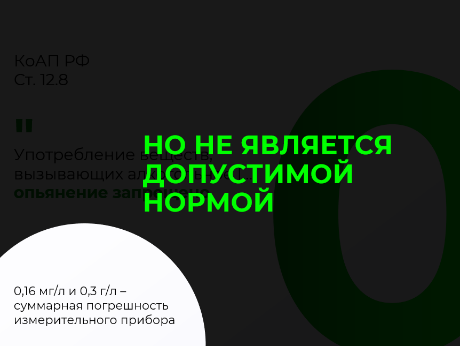 КоАП РФ
Ст. 12.8
"
Употребление веществ,
вызывающих ал
опьянение зап
НО НЕ ЯВЛЯЕТСЯ
ДОПУСТИМОЙ
НОРМОЙ
0
0,16 мг/л и 0,3 г/л –
суммарная погрешность
измерительного прибора